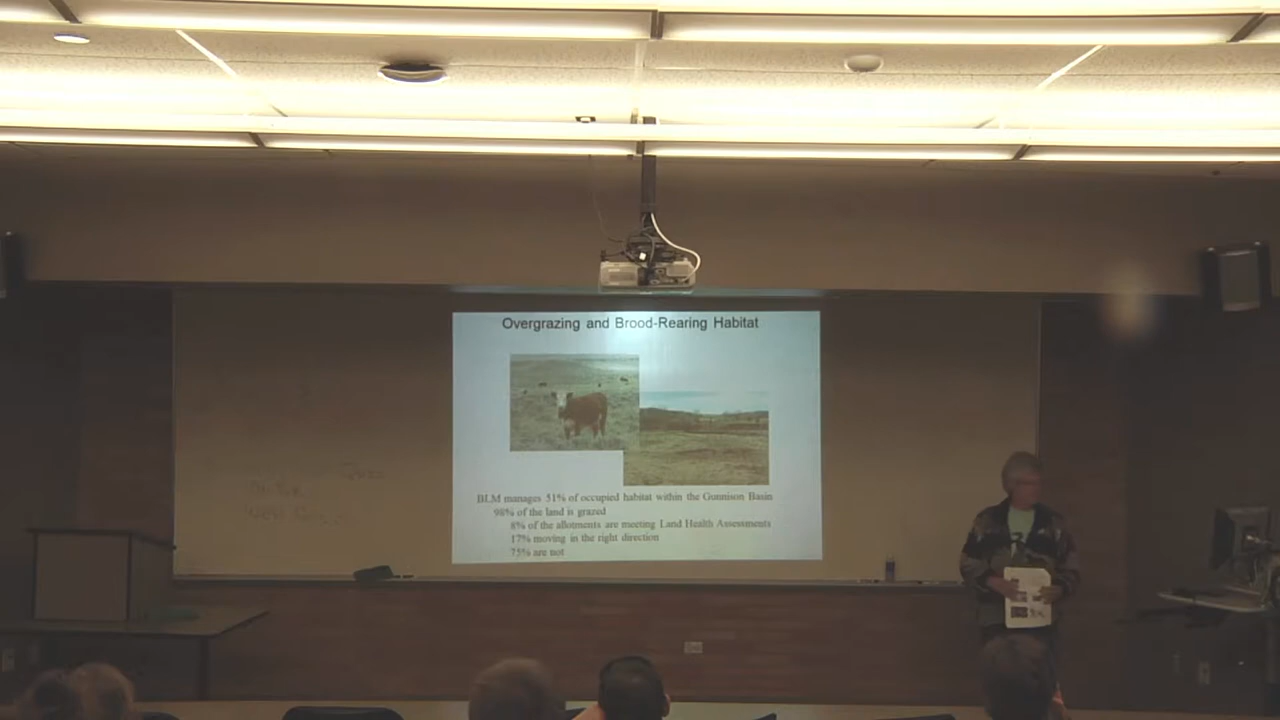 Overgrazing and Brood-Rearing Habitat
BLM manages 51% of occupied habitat within the Gunnison Basin
98% of the land is grazed
8% of the allotments are meeting Land Health Assessments
17% moving in the right direction
75% are not